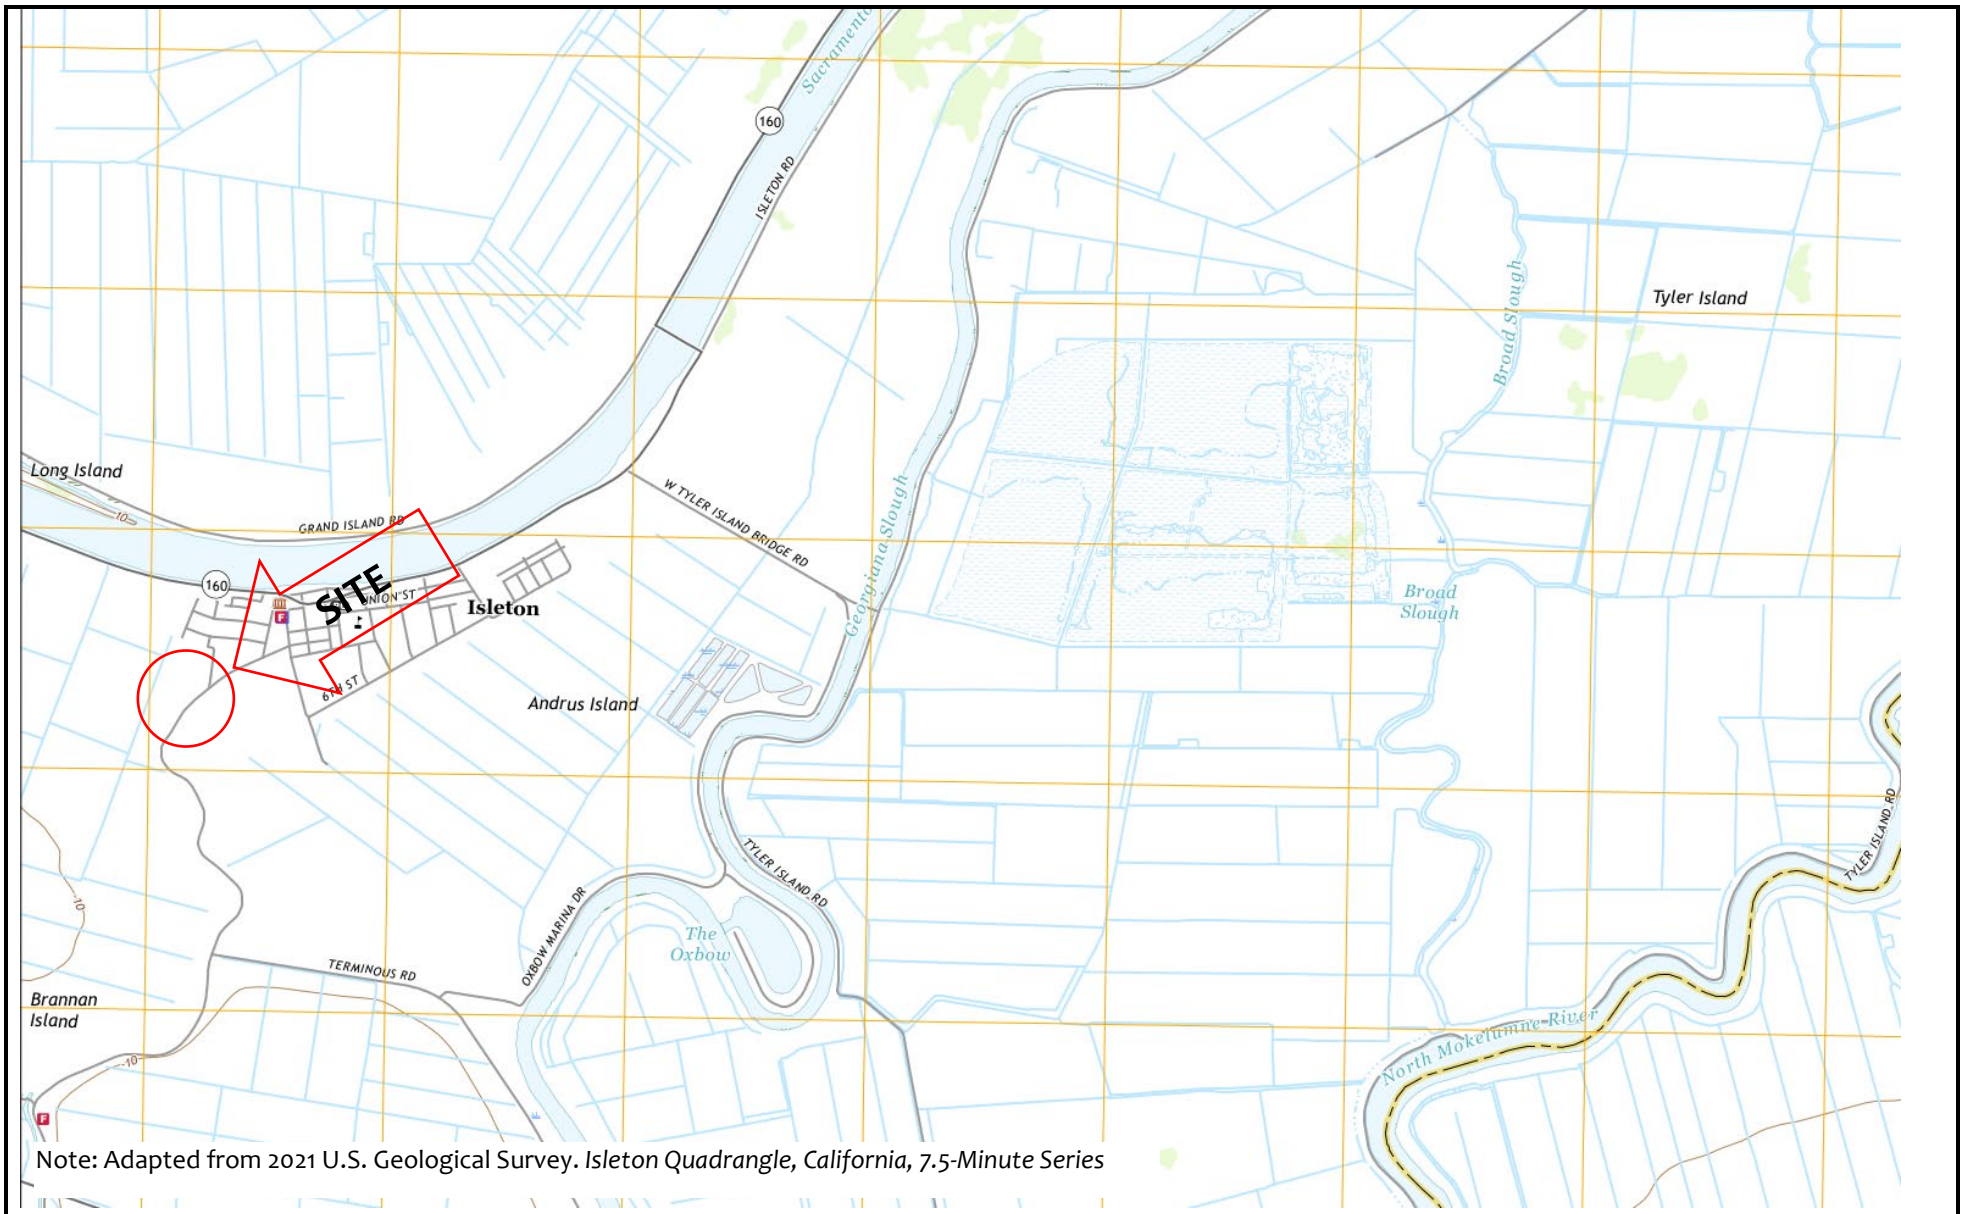 Sacramento
160
ISLETON RD
Tyler Island
Broad Slough
Long Island
10
GRAND ISLAND RD
W TYLER ISLAND BRIDGE RD
Georgiana Slough
160
SITE
UNION ST
Isleton
F
Broad
Slough
6TH ST
Andrus Island
TYLER ISLAND RD
TYLER ISLAND RD
-10
OXBOW MARINA DR
The
Oxbow
TERMINOUS RD
Brannan
Island
North Mokelumne River
-10
F
Note: Adapted from 2021 U.S. Geological Survey. Isleton Quadrangle, California, 7.5-Minute Series